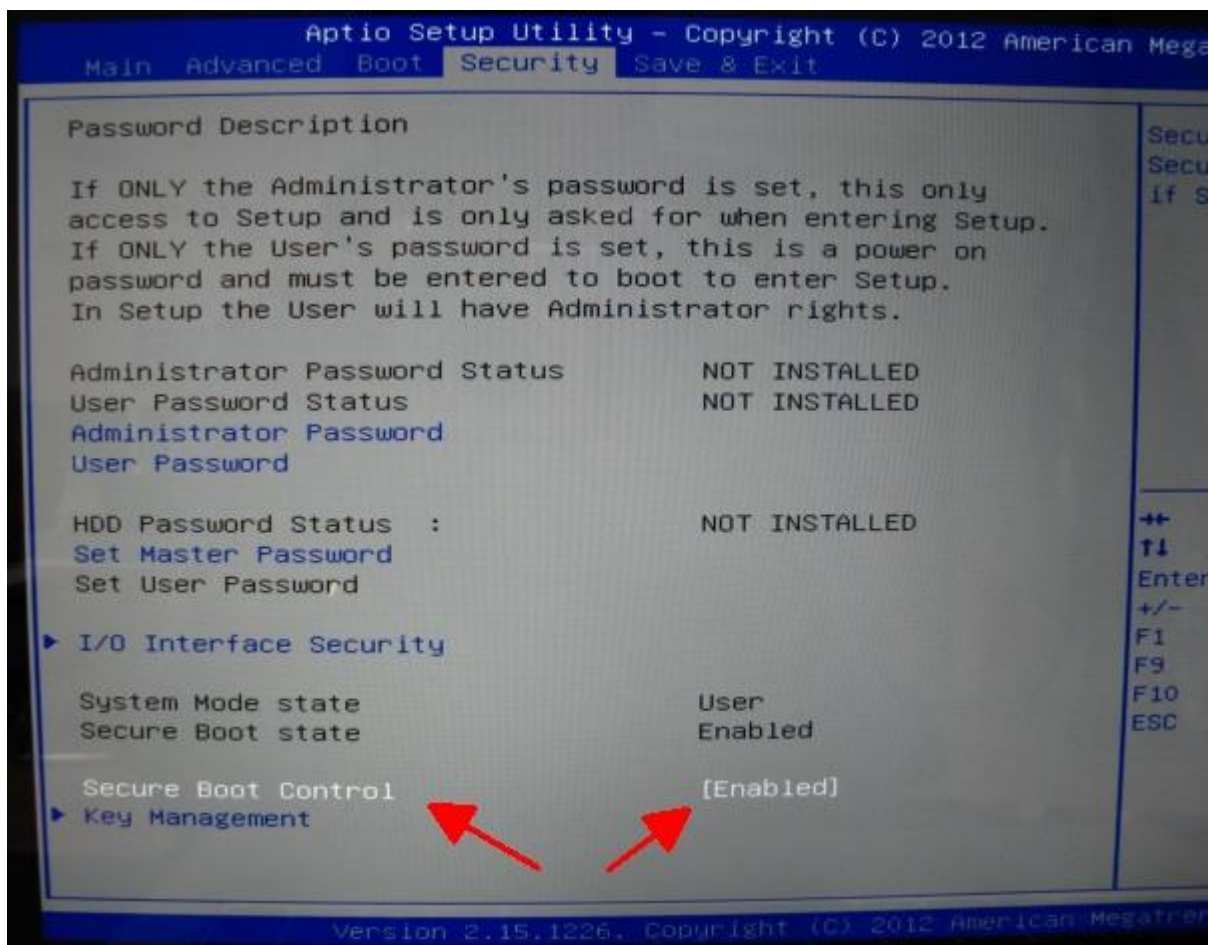 Aptio Setup Utility – Copyright (C) 2012 American
Main Advanced Boot Security Save & Exit
Password Description
If ONLY the Administrator's password is set, this only
access to Setup and is only asked for when entering Setup.
If ONLY the User's password is set, this is a power on
password and must be entered to boot to enter Setup.
In Setup the User will have Administrator rights.
Administrator Password Status NOT INSTALLED
User Password Status NOT INSTALLED
Administrator Password
User Password
HDD Password Status : NOT INSTALLED
Set Master Password
Set User Password
I/O Interface Security
System Mode state User
Secure Boot state Enabled
Secure Boot Control [Enabled]
Key Management
if
Enter
+/-
F1
F9
F10
ESC
Version 2.15.1226. Copyright (C) 2012 American